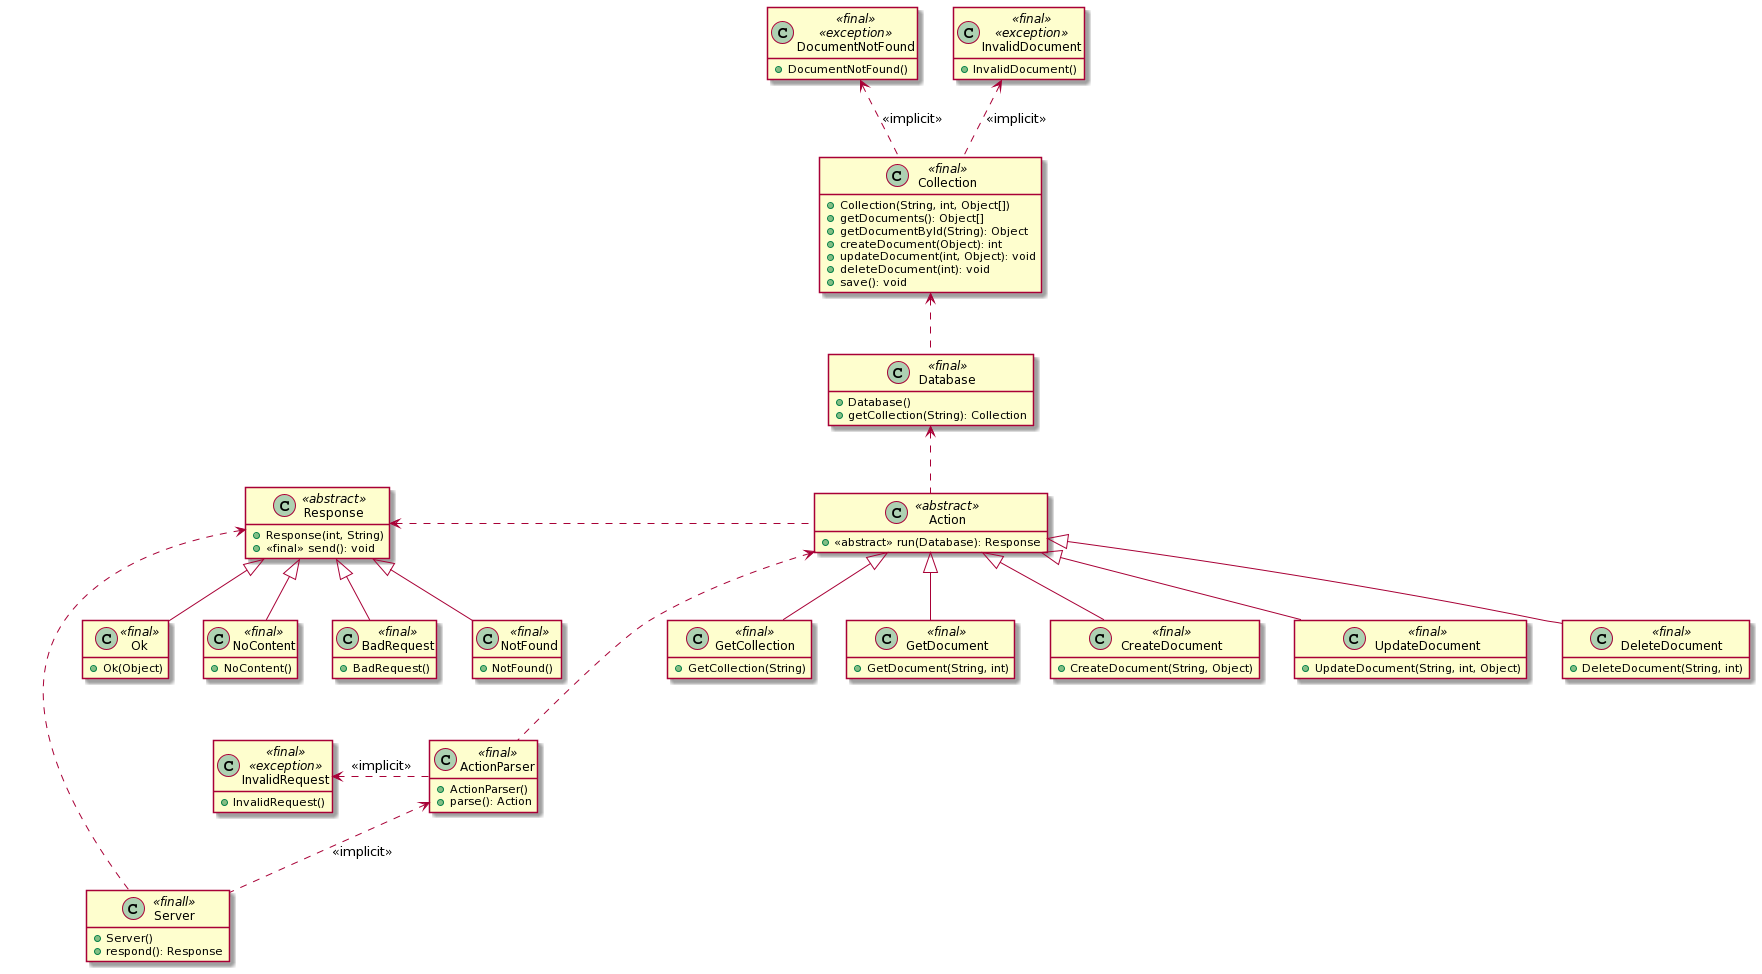 «final»
«exception»
C
DocumentNotFound
DocumentNotFound()
«final»
«exception»
C
InvalidDocument
InvalidDocument()
«implicit»
«implicit»
«final»
C
Collection
Collection(String, int, Object[])
getDocuments(): Object[]
getDocumentById(String): Object
createDocument(Object): int
updateDocument(int, Object): void
deleteDocument(int): void
save(): void
«final»
C
Database
Database()
getCollection(String): Collection
«abstract»
C
Response
Response(int, String)
«final» send(): void
«abstract»
C
Action
«abstract» run(Database): Response
«final»
C
Ok
Ok(Object)
«final»
C
NoContent
NoContent()
«final»
C
BadRequest
BadRequest()
«final»
C
NotFound
NotFound()
«final»
C
GetCollection
GetCollection(String)
«final»
C
GetDocument
GetDocument(String, int)
«final»
C
CreateDocument
CreateDocument(String, Object)
«final»
C
UpdateDocument
UpdateDocument(String, int, Object)
«final»
C
DeleteDocument
DeleteDocument(String, int)
«final»
«exception»
C
InvalidRequest
InvalidRequest()
«implicit»
«final»
C
ActionParser
ActionParser()
parse(): Action
«implicit»
«finall»
C
Server
Server()
respond(): Response